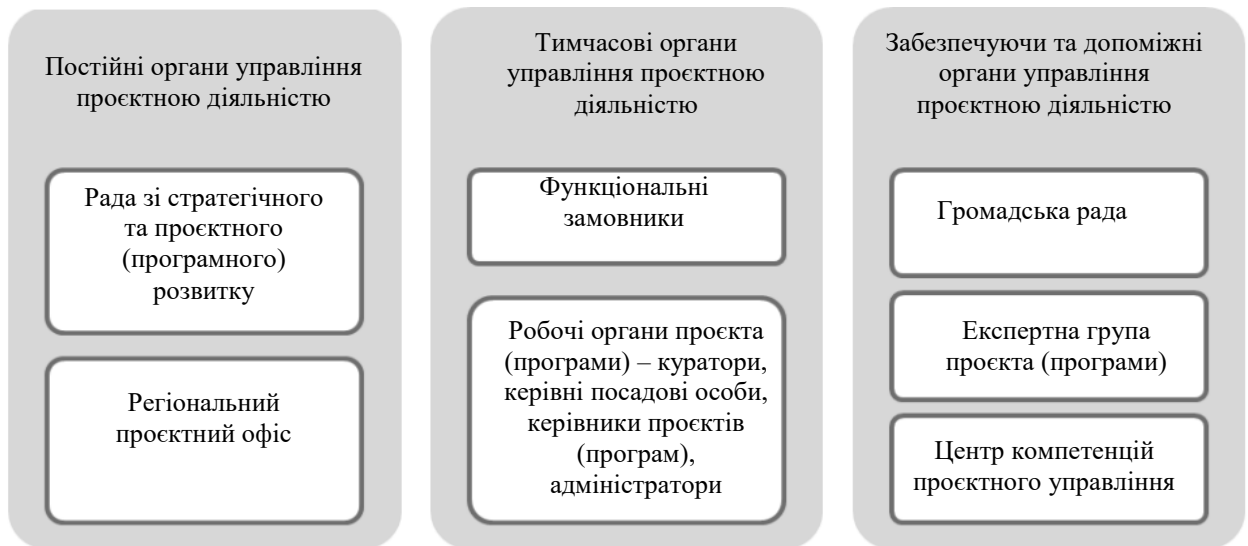 Постійні органи управління
проєктною діяльністю
Рада зі стратегічного
та проєктного
(програмного)
розвитку
Регіональний
проєктний офіс
Тимчасові органи
управління проєктною
діяльністю
Функціональні
замовники
Робочі органи проєкта
(програми) – куратори,
керівні посадові особи,
керівники проєктів
(програм),
адміністратори
Забезпечуючи та допоміжні
органи управління
проєктною діяльністю
Громадська рада
Експертна група
проєкта (програми)
Центр компетенцій
проєктного управління